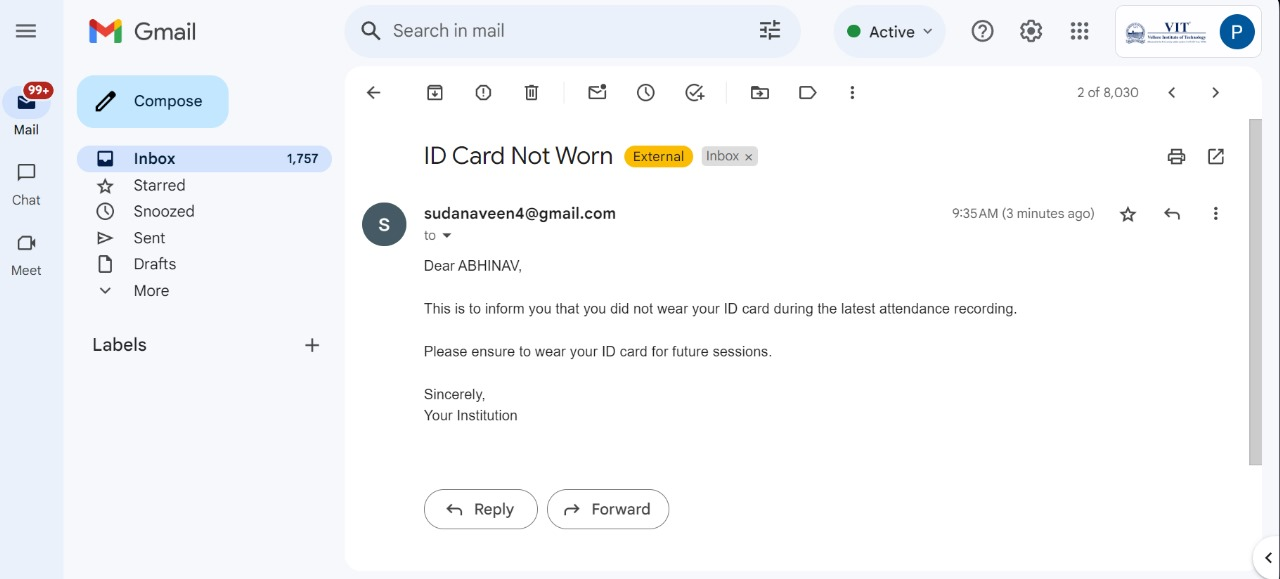 Gmail
Search in mail
Active
VIT
Vellore Institute of Technology
P
99+
Mail
Chat
Meet
Compose
Inbox 1,757
Starred
Snoozed
Sent
Drafts
More
Labels
2 of 8,030
ID Card Not Worn External Inbox ×
S
sudanaveen4@gmail.com 9:35 AM (3 minutes ago)
to
Dear ABHINAV,
This is to inform you that you did not wear your ID card during the latest attendance recording.
Please ensure to wear your ID card for future sessions.
Sincerely,
Your Institution
Reply Forward